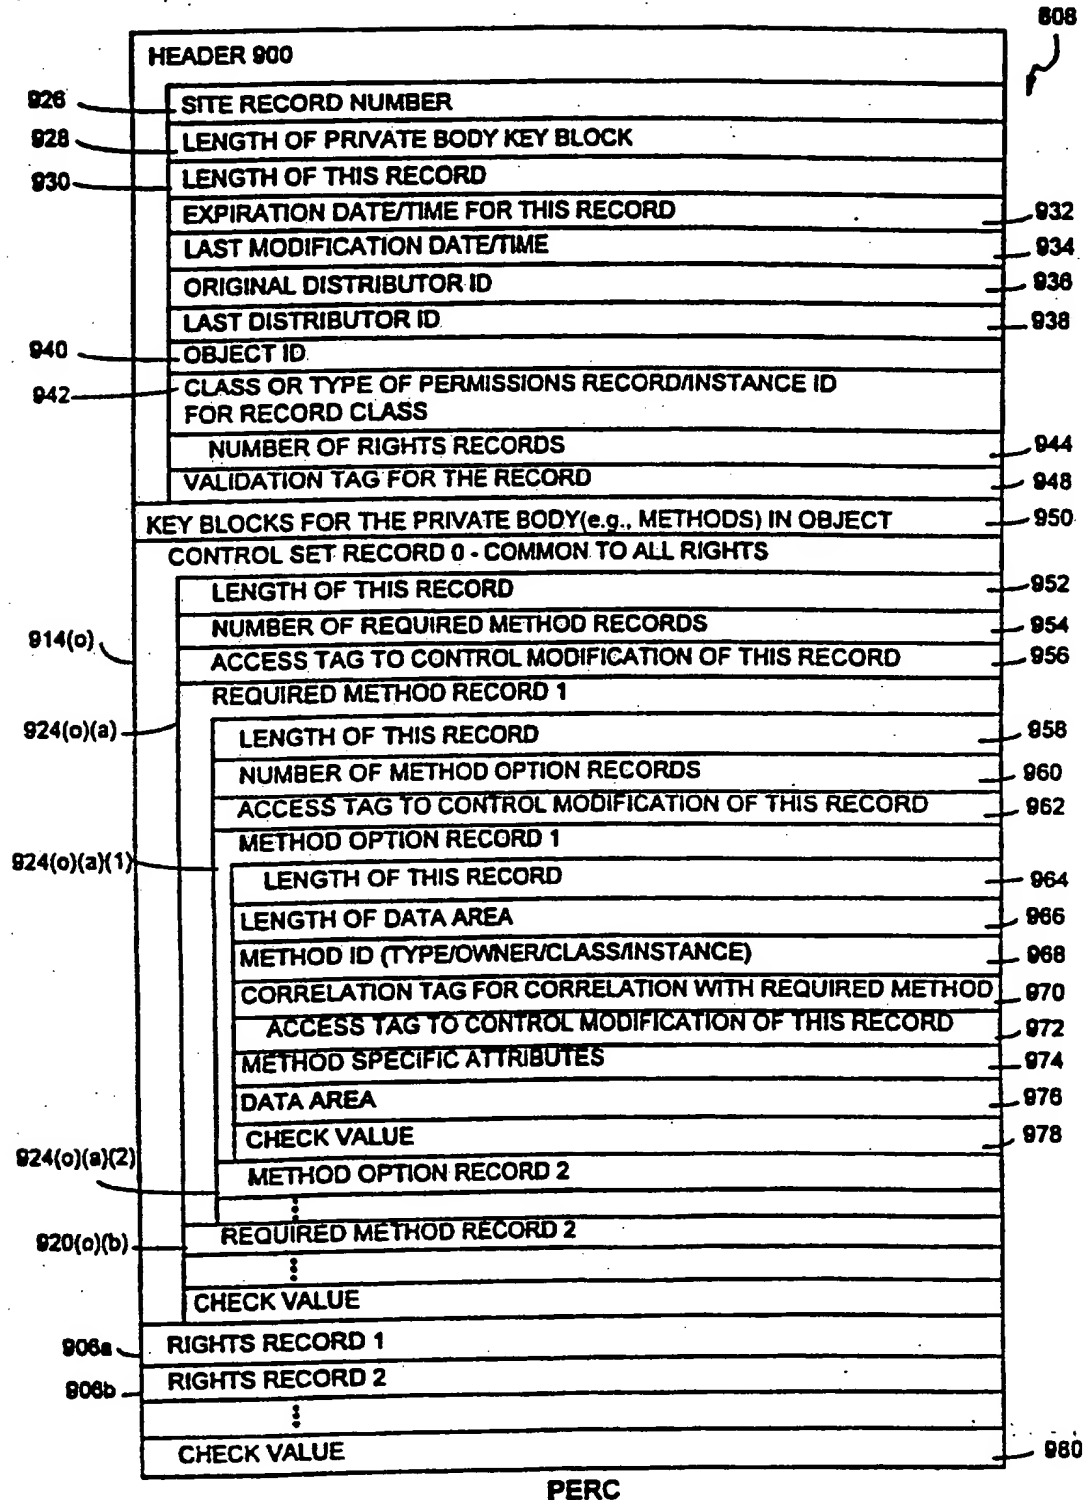 808
HEADER 900
926 SITE RECORD NUMBER
928 LENGTH OF PRIVATE BODY KEY BLOCK
930 LENGTH OF THIS RECORD
EXPIRATION DATE/TIME FOR THIS RECORD 932
LAST MODIFICATION DATE/TIME 934
ORIGINAL DISTRIBUTOR ID 936
LAST DISTRIBUTOR ID 938
940 OBJECT ID
942 CLASS OR TYPE OF PERMISSIONS RECORD/INSTANCE ID
FOR RECORD CLASS
NUMBER OF RIGHTS RECORDS 944
VALIDATION TAG FOR THE RECORD 948
KEY BLOCKS FOR THE PRIVATE BODY(e.g., METHODS) IN OBJECT 950
CONTROL SET RECORD 0 - COMMON TO ALL RIGHTS
LENGTH OF THIS RECORD 952
914(o) NUMBER OF REQUIRED METHOD RECORDS 954
ACCESS TAG TO CONTROL MODIFICATION OF THIS RECORD 956
REQUIRED METHOD RECORD 1
924(o)(a) LENGTH OF THIS RECORD 958
NUMBER OF METHOD OPTION RECORDS 960
ACCESS TAG TO CONTROL MODIFICATION OF THIS RECORD 962
METHOD OPTION RECORD 1
924(o)(a)(1) LENGTH OF THIS RECORD 964
LENGTH OF DATA AREA 966
METHOD ID (TYPE/OWNER/CLASS/INSTANCE) 968
CORRELATION TAG FOR CORRELATION WITH REQUIRED METHOD 970
ACCESS TAG TO CONTROL MODIFICATION OF THIS RECORD 972
METHOD SPECIFIC ATTRIBUTES 974
DATA AREA 976
CHECK VALUE 978
924(o)(a)(2) METHOD OPTION RECORD 2
920(o)(b) REQUIRED METHOD RECORD 2
CHECK VALUE
906a RIGHTS RECORD 1
906b RIGHTS RECORD 2
CHECK VALUE 980
PERC